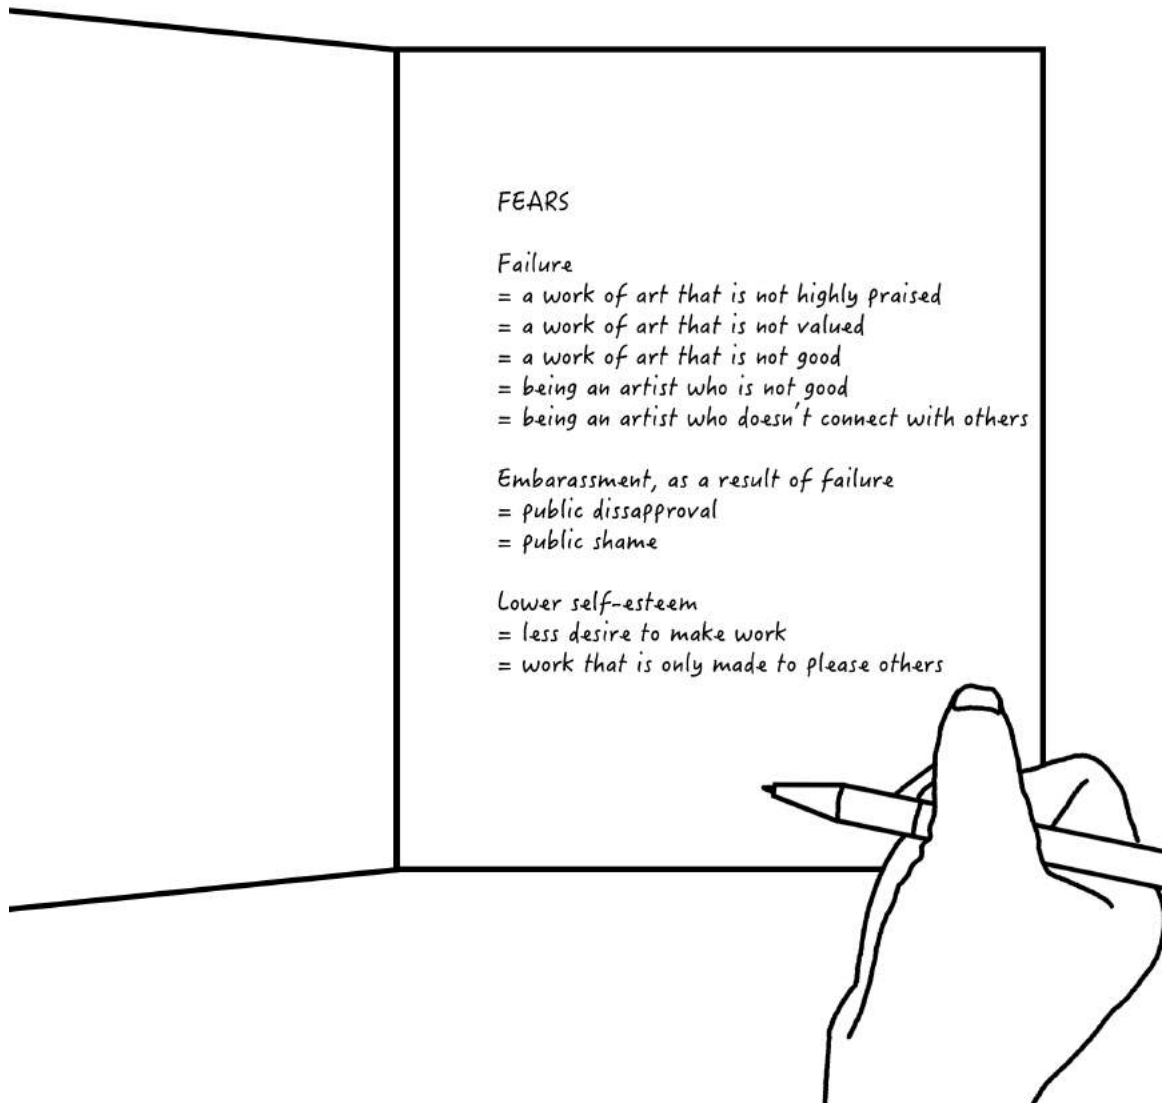 FEARS
Failure
= a work of art that is not highly praised
= a work of art that is not valued
= a work of art that is not good
= being an artist who is not good
= being an artist who doesn't connect with others
Embarassment, as a result of failure
= public dissapproval
= public shame
Lower self-esteem
= less desire to make work
= work that is only made to please others